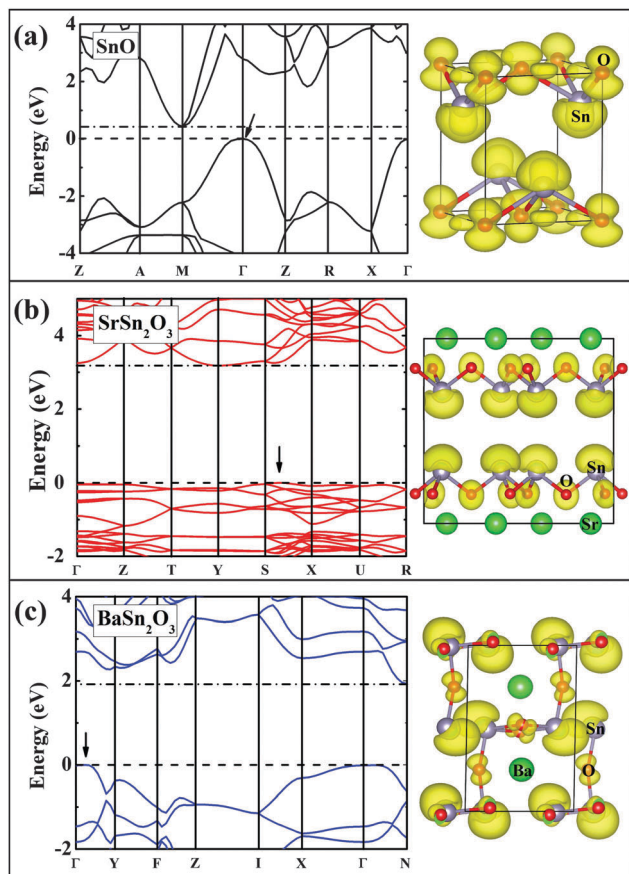 (a)
SnO
Energy (eV)
4
2
0
-2
-4
Z A M Γ Z R X Γ
O
Sn
(b)
SrSn₂O₃
Energy (eV)
4
2
0
-2
Γ Z T Y S X U R
Sn
O
Sr
(c)
BaSn₂O₃
Energy (eV)
4
2
0
-2
Γ Y F Z I X Γ N
Sn
Ba
O